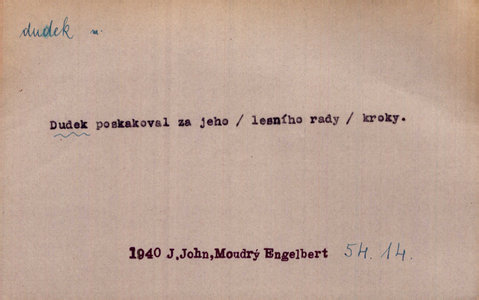 dudek n.
Dudek poskakoval za jeho / lesního rady / kroky.
1940 J.John,Moudrý Engelbert 54. 14.